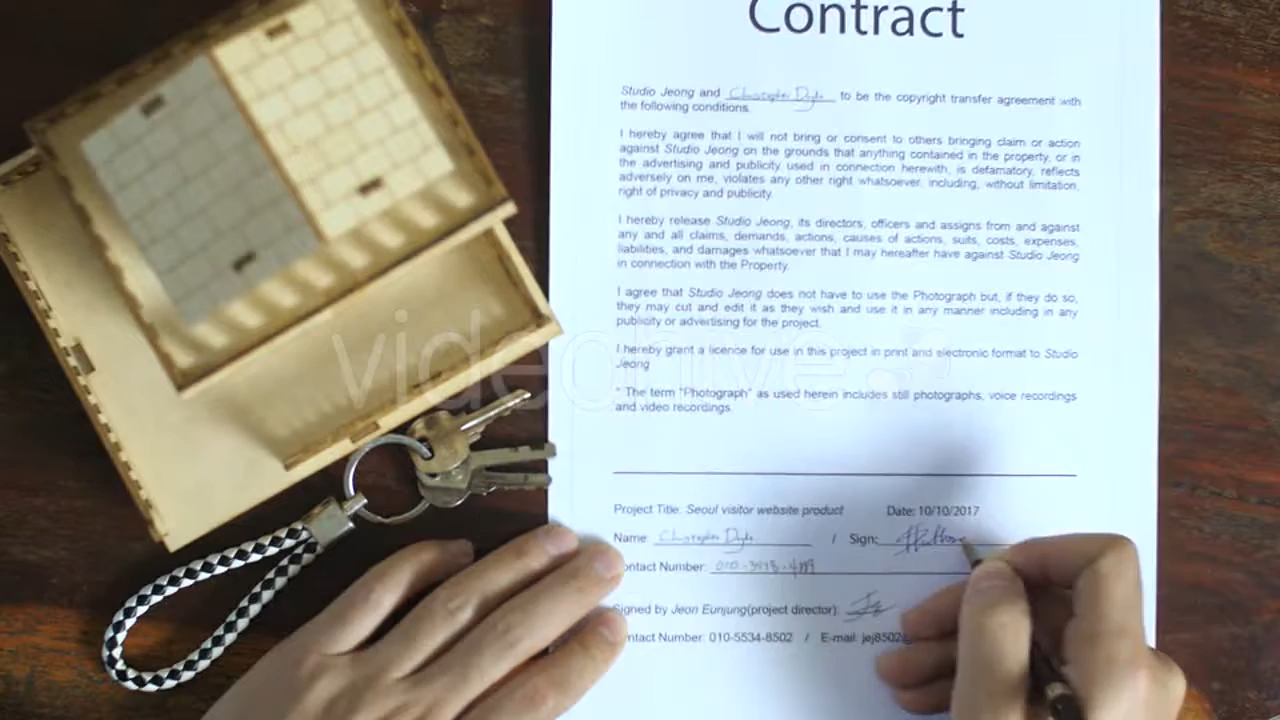 Contract
Studio Jeong and Christopher Dyle to be the copyright transfer agreement with
the following conditions.
I hereby agree that I will not bring or consent to others bringing claim or action
against Studio Jeong on the grounds that anything contained in the property, or in
the advertising and publicity used in connection herewith, is defamatory, reflects
adversely on me, violates any other right whatsoever, including, without limitation,
right of privacy and publicity.
I hereby release Studio Jeong, its directors, officers and assigns from and against
any and all claims, demands, actions, causes of actions, suits, costs, expenses,
liabilities, and damages whatsoever that I may hereafter have against Studio Jeong
in connection with the Property.
I agree that Studio Jeong does not have to use the Photograph but, if they do so,
they may cut and edit it as they wish and use it in any manner including in any
publicity or advertising for the project.
I hereby grant a licence for use in this project in print and electronic format to Studio
Jeong
* The term "Photograph" as used herein includes still photographs, voice recordings
and video recordings.
videohive
Project Title: Seoul visitor website product Date: 10/10/2017
Name: Christopher Dyle / Sign:
ontact Number:
Signed by Jeon Eunjung(project director):
ontact Number: 010-5534-8502 / E-mail: jej8502